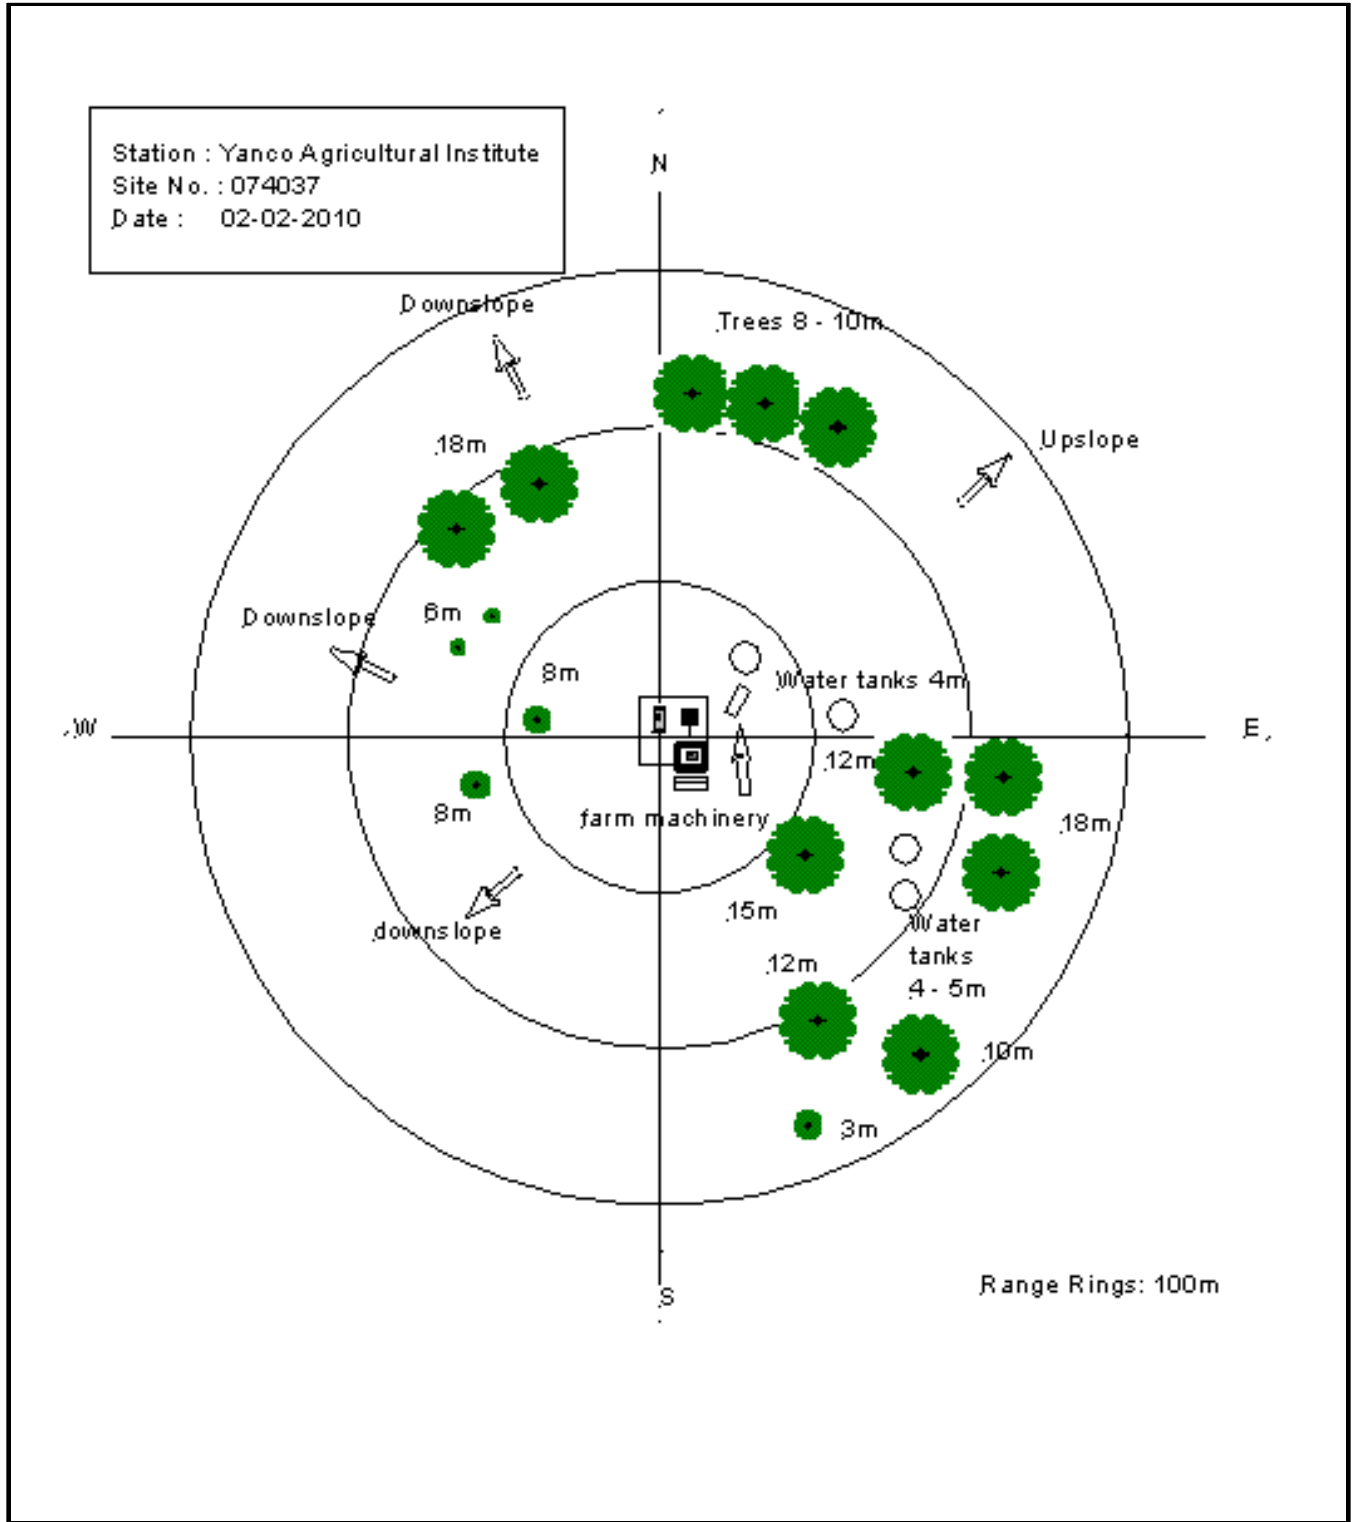 Station : Yanco Agricultural Institute
Site No. : 074037
Date : 02-02-2010
N
Downslope
Trees 8 - 10m
18m
Upslope
Downslope
6m
8m
Water tanks 4m
W
E
12m
8m
farm machinery
18m
15m
downslope
Water
tanks
4 - 5m
12m
10m
3m
Range Rings: 100m
S